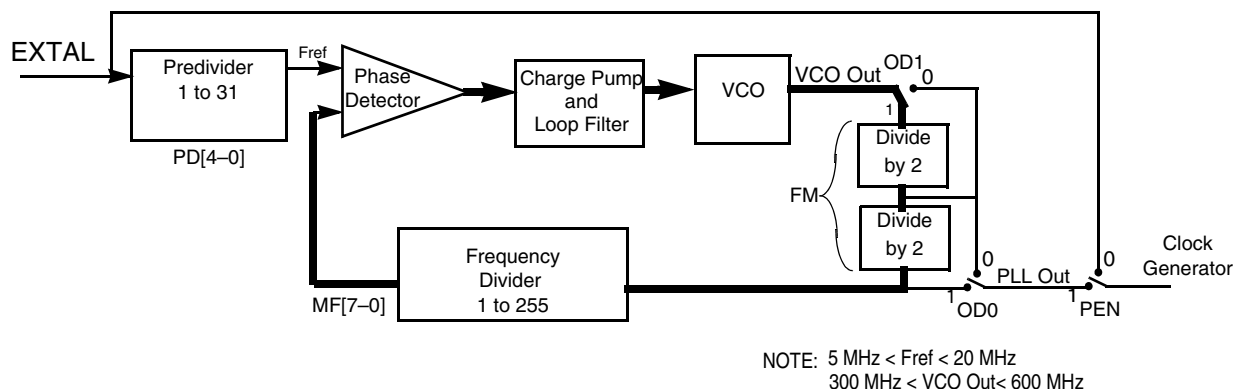 EXTAL
Predivider
1 to 31
PD[4–0]
Fref
Phase
Detector
Charge Pump
and
Loop Filter
VCO
VCO Out
OD1
0
1
Divide
by 2
FM
Divide
by 2
Frequency
Divider
1 to 255
MF[7–0]
0
1
OD0
PLL Out
0
1
PEN
Clock
Generator
NOTE: 5 MHz < Fref < 20 MHz
300 MHz < VCO Out< 600 MHz